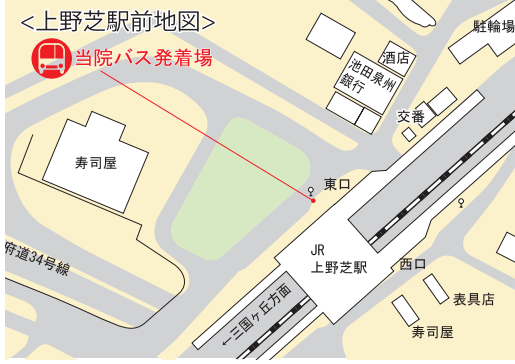 <上野芝駅前地図>
当院バス発着場
駐輪場
酒店
池田泉州
銀行
交番
寿司屋
東口
JR
上野芝駅
西口
府道34号線
←三国ヶ丘方面
表具店
寿司屋